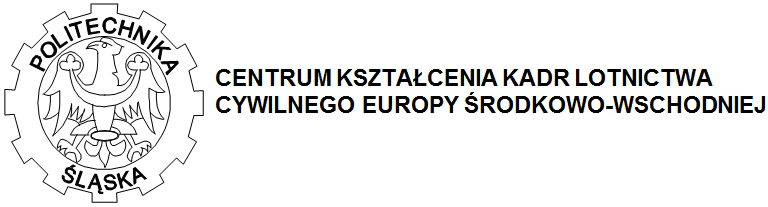 POLITECHNIKA
ŚLĄSKA
CENTRUM KSZTAŁCENIA KADR LOTNICTWA
CYWILNEGO EUROPY ŚRODKOWO-WSCHODNIEJ